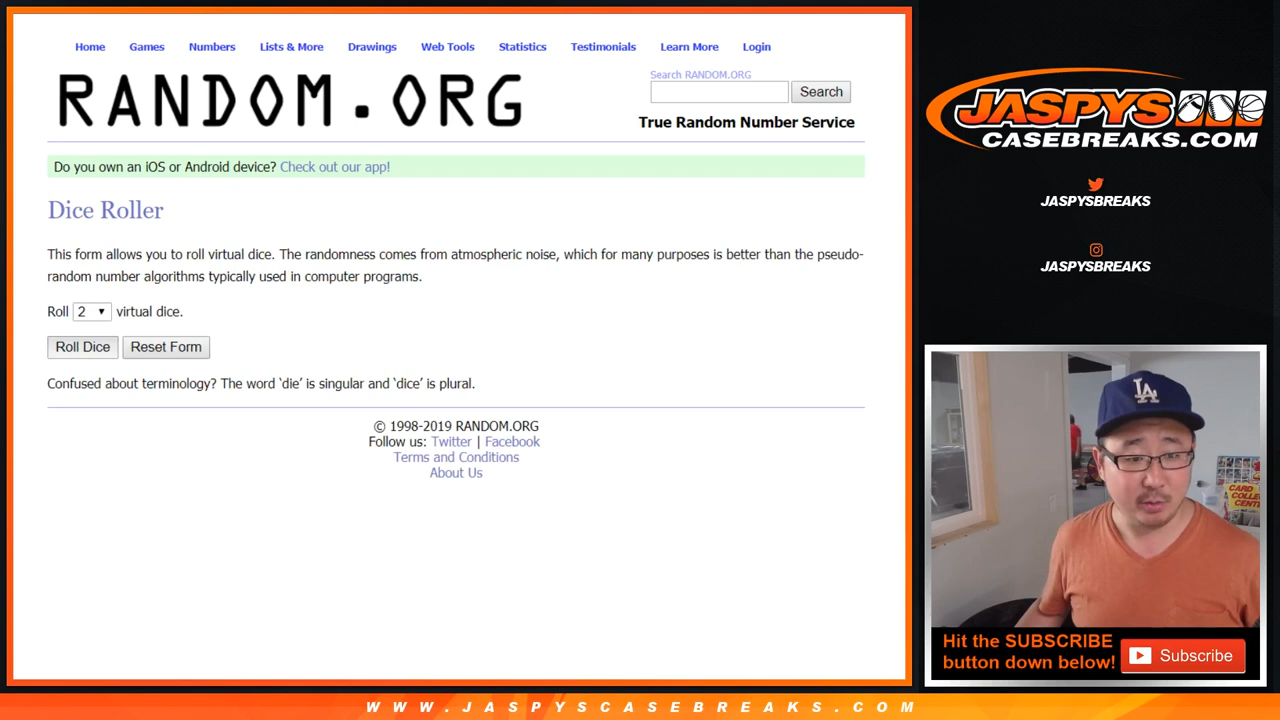 Home Games Numbers Lists & More Drawings Web Tools Statistics Testimonials Learn More Login
RANDOM.ORG
Search RANDOM.ORG
Search
True Random Number Service
Do you own an iOS or Android device? Check out our app!
Dice Roller
This form allows you to roll virtual dice. The randomness comes from atmospheric noise, which for many purposes is better than the pseudo-
random number algorithms typically used in computer programs.
Roll 2 virtual dice.
Roll Dice Reset Form
Confused about terminology? The word ‘die’ is singular and ‘dice’ is plural.
© 1998-2019 RANDOM.ORG
Follow us: Twitter | Facebook
Terms and Conditions
About Us
JASPYS
CASEBREAKS.COM
JASPYSBREAKS
JASPYSBREAKS
LA
CARD
Hit the SUBSCRIBE
button down below!
Subscribe
WWW.JASPYSCASEBREAKS.COM